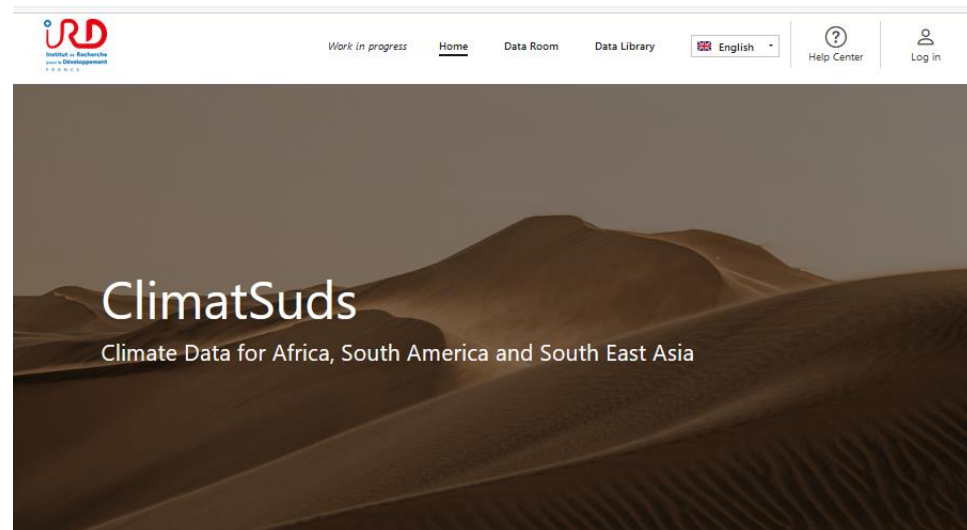 iRD
Institut de Recherche
pour le Développement
FRANCE
Work in progress
Home
Data Room
Data Library
English
Help Center
Log in
ClimatSuds
Climate Data for Africa, South America and South East Asia